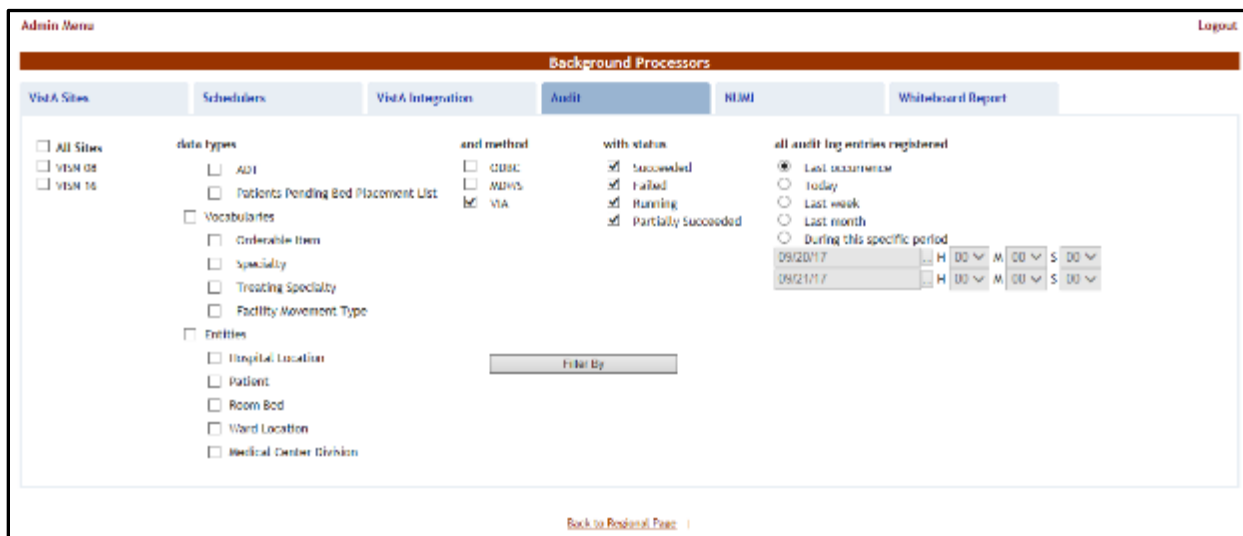 Admin Menu Logout
Background Processors
VistA Sites Schedulers VistA Integration Audit NUMI Whiteboard Report
All Sites
VISN 08
VISN 16
data types
ADT
Patients Pending Bed Placement List
Vocabularies
Orderable Item
Specialty
Treating Specialty
Facility Movement Type
Entities
Hospital Location
Patient
Room Bed
Ward Location
Medical Center Division
and method
ODBC
MDWS
VIA
with status
Succeeded
Failed
Running
Partially Succeeded
all audit log entries registered
Last occurrence
Today
Last week
Last month
During this specific period
09/20/17 ... H 00 M 00 S 00
09/21/17 ... H 00 M 00 S 00
Filter By
Back to Regional Page |